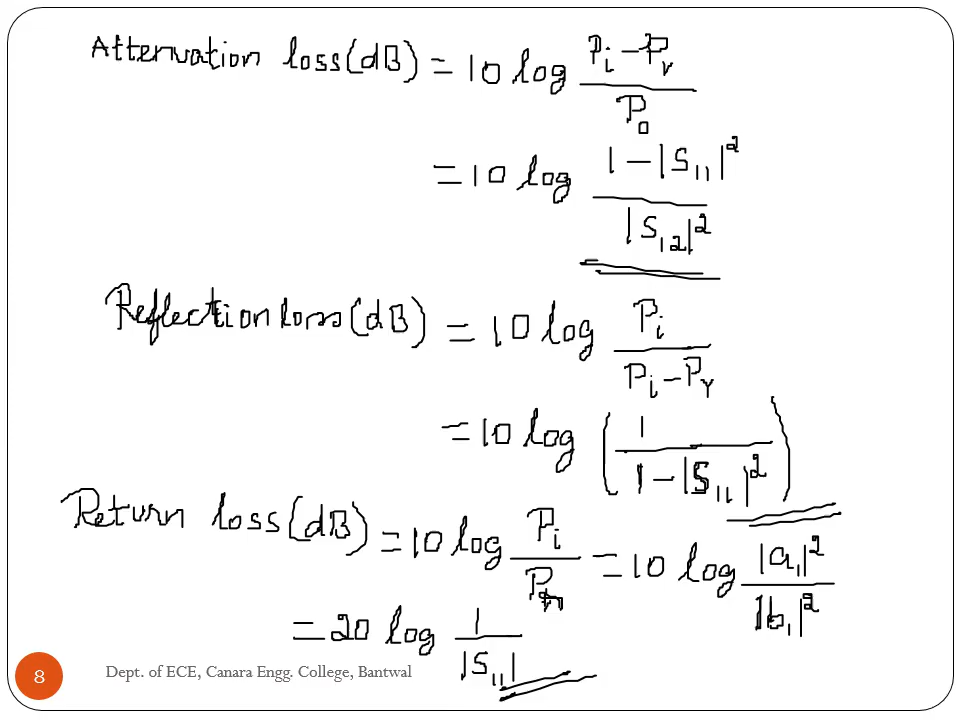 Attenuation loss(dB) = 10 log (Pi - Pr)/Po
= 10 log (1 - |S11|²)/|S12|²
Reflection loss(dB) = 10 log Pi/(Pi - Pr)
= 10 log (1/(1 - |S11|²))
Return loss(dB) = 10 log Pi/Pr = 10 log |a1|²/|b1|²
= 20 log 1/|S11|
8 Dept. of ECE, Canara Engg. College, Bantwal